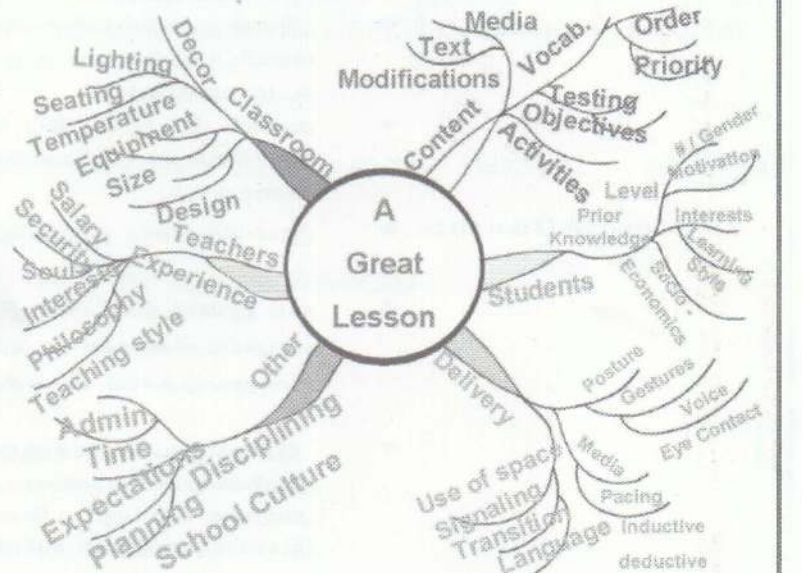 A
Great
Lesson
Classroom
Decor
Lighting
Seating
Temperature
Equipment
Size
Design
Content
Media
Text
Modifications
Vocab.
Order
Priority
Testing
Objectives
Activities
Students
Prior
Knowledge
Level
# / Gender
Motivation
Interests
Learning
Style
Socio -
Economics
Delivery
Posture
Gestures
Voice
Eye Contact
Media
Pacing
Inductive
deductive
Use of space
Signaling
Transition
Language
Other
Disciplining
Admin.
Time
Expectations
Planning
School Culture
Teachers
Experience
Salary
Security
Interest
Philosophy
Teaching style